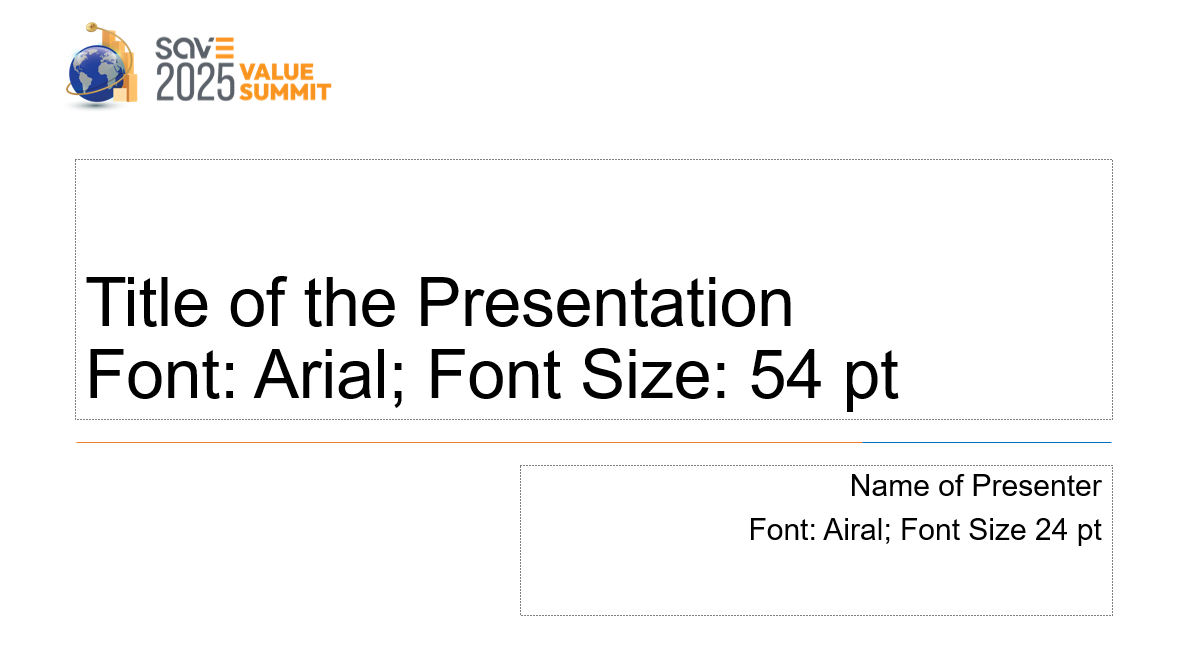 SAVE
2025 VALUE
SUMMIT
Title of the Presentation
Font: Arial; Font Size: 54 pt
Name of Presenter
Font: Airal; Font Size 24 pt